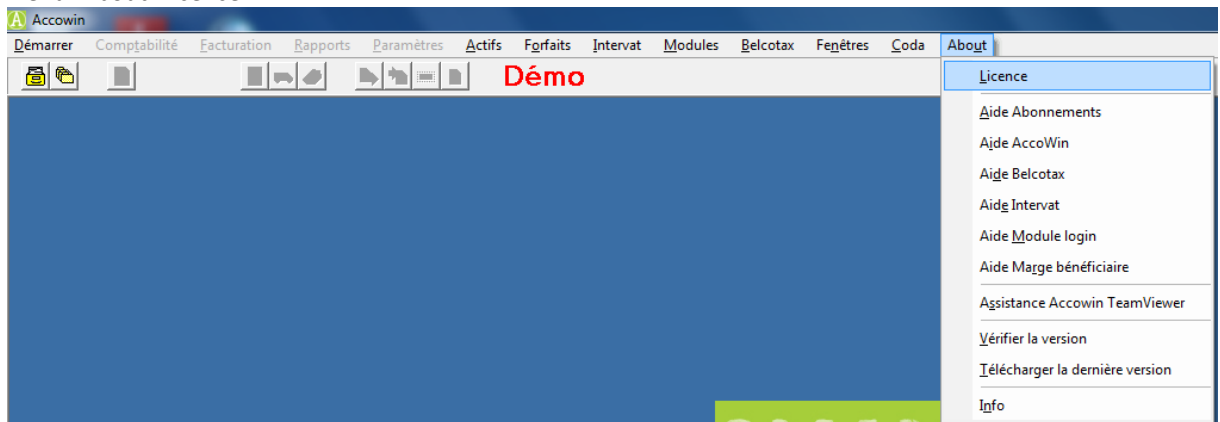 Accowin
Démarrer Comptabilité Facturation Rapports Paramètres Actifs Forfaits Intervat Modules Belcotax Fenêtres Coda About
Démo
Licence
Aide Abonnements
Aide AccoWin
Aide Belcotax
Aide Intervat
Aide Module login
Aide Marge bénéficiaire
Assistance Accowin TeamViewer
Vérifier la version
Télécharger la dernière version
Info